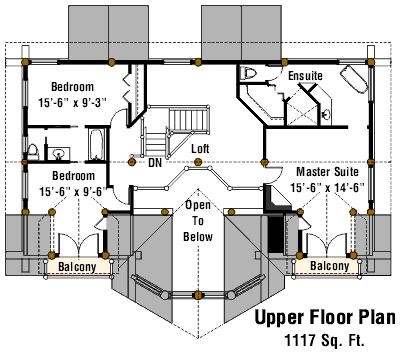 Bedroom
15'-6" x 9'-3"
Ensuite
Loft
DN
Bedroom
15'-6" x 9'-6"
Master Suite
15'-6" x 14'-6"
Open
To
Below
Balcony
Balcony
Upper Floor Plan
1117 Sq. Ft.